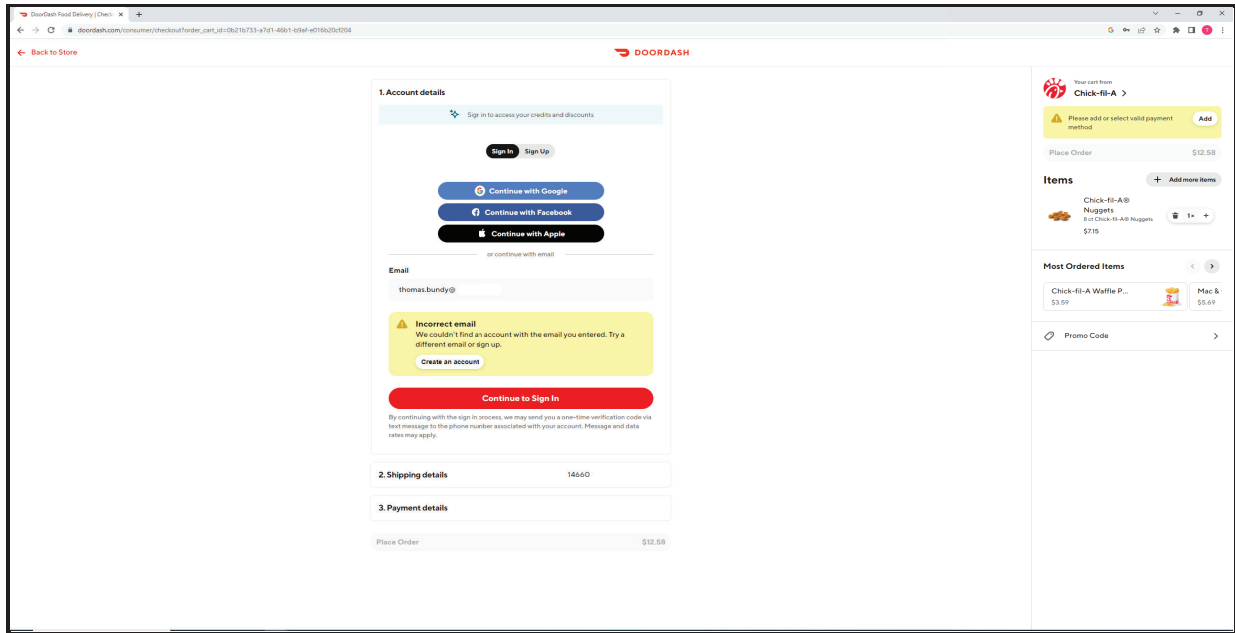 DoorDash Food Delivery | Check
doordash.com/consumer/checkout?order_cart_id=0b21b733-a7d1-46b1-b9af-e016b20cf204
Back to Store
DOORDASH
1. Account details
Sign in to access your credits and discounts
Sign In Sign Up
Continue with Google
Continue with Facebook
Continue with Apple
or continue with email
Email
thomas.bundy@
Incorrect email
We couldn't find an account with the email you entered. Try a
different email or sign up.
Create an account
Continue to Sign In
By continuing with the sign in process, we may send you a one-time verification code via
text message to the phone number associated with your account. Message and data
rates may apply.
2. Shipping details 14660
3. Payment details
Place Order $12.58
Your cart from
Chick-fil-A
Please add or select valid payment
method
Add
Place Order $12.58
Items
+ Add more items
Chick-fil-A®
Nuggets
8 ct Chick-fil-A® Nuggets
$7.15
1× +
Most Ordered Items
Chick-fil-A Waffle P...
$3.59
Mac &
$5.69
Promo Code